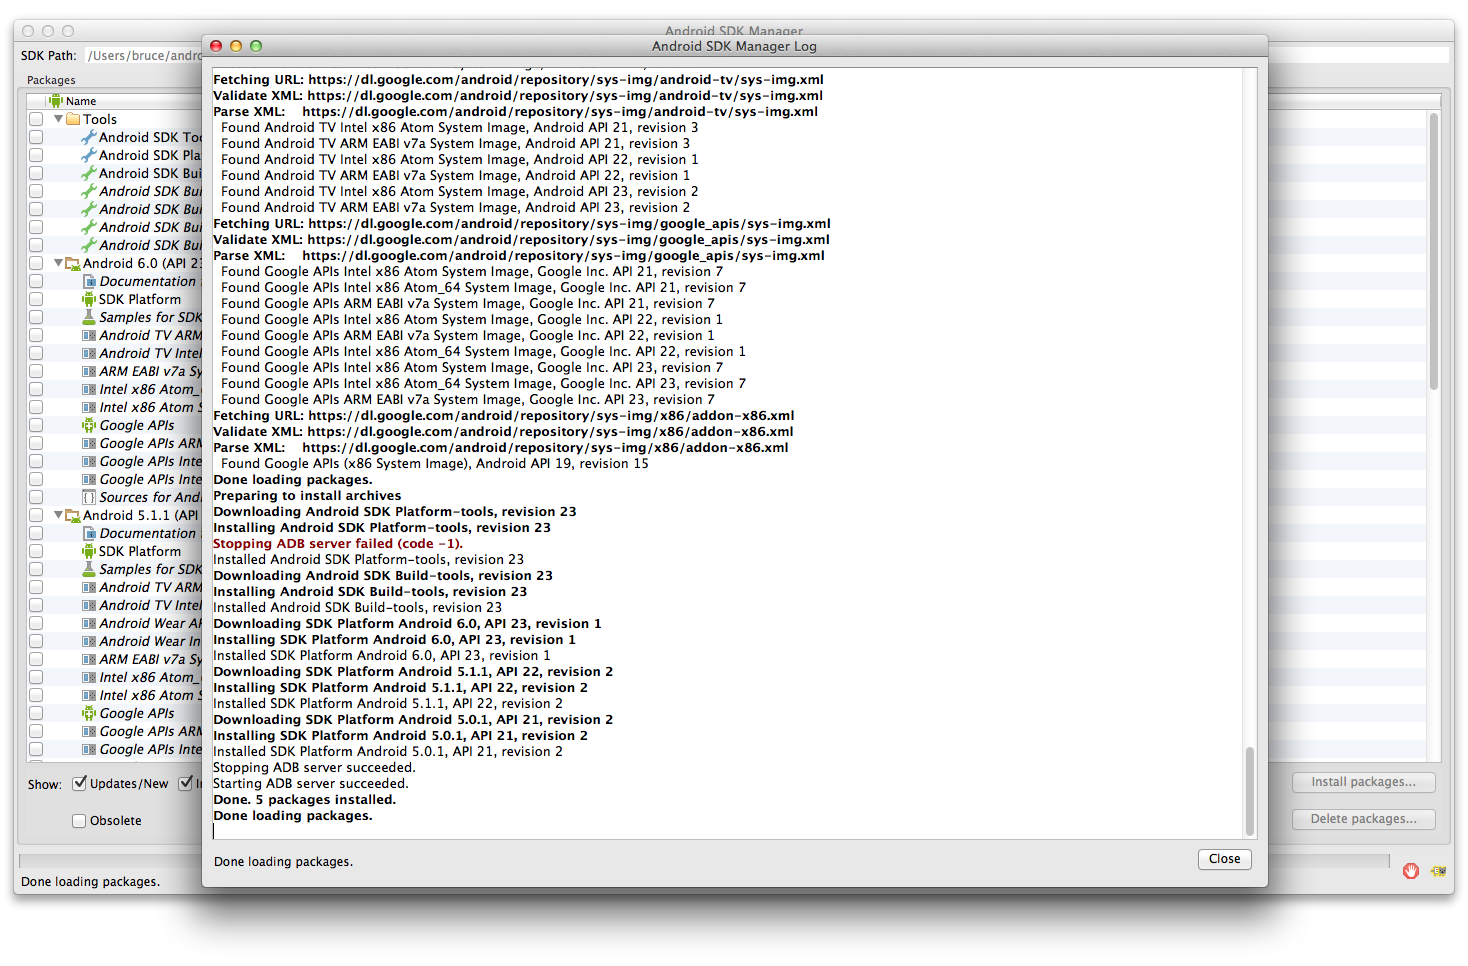 Android SDK Manager
SDK Path: /Users/bruce/andro
Packages
Name
Tools
Android SDK Too
Android SDK Pla
Android SDK Bui
Android SDK Bui
Android SDK Bui
Android SDK Bui
Android SDK Bui
Android 6.0 (API 23
Documentation
SDK Platform
Samples for SDK
Android TV ARM
Android TV Intel
ARM EABI v7a Sy
Intel x86 Atom_
Intel x86 Atom S
Google APIs
Google APIs ARM
Google APIs Inte
Google APIs Inte
Sources for And
Android 5.1.1 (API
Documentation
SDK Platform
Samples for SDK
Android TV ARM
Android TV Intel
Android Wear AR
Android Wear In
ARM EABI v7a Sy
Intel x86 Atom_
Intel x86 Atom S
Google APIs
Google APIs ARM
Google APIs Inte
Show: Updates/New In
Obsolete
Install packages...
Delete packages...
Done loading packages.
Android SDK Manager Log
Fetching URL: https://dl.google.com/android/repository/sys-img/android-tv/sys-img.xml
Validate XML: https://dl.google.com/android/repository/sys-img/android-tv/sys-img.xml
Parse XML: https://dl.google.com/android/repository/sys-img/android-tv/sys-img.xml
Found Android TV Intel x86 Atom System Image, Android API 21, revision 3
Found Android TV ARM EABI v7a System Image, Android API 21, revision 3
Found Android TV Intel x86 Atom System Image, Android API 22, revision 1
Found Android TV ARM EABI v7a System Image, Android API 22, revision 1
Found Android TV Intel x86 Atom System Image, Android API 23, revision 2
Found Android TV ARM EABI v7a System Image, Android API 23, revision 2
Fetching URL: https://dl.google.com/android/repository/sys-img/google_apis/sys-img.xml
Validate XML: https://dl.google.com/android/repository/sys-img/google_apis/sys-img.xml
Parse XML: https://dl.google.com/android/repository/sys-img/google_apis/sys-img.xml
Found Google APIs Intel x86 Atom System Image, Google Inc. API 21, revision 7
Found Google APIs Intel x86 Atom_64 System Image, Google Inc. API 21, revision 7
Found Google APIs ARM EABI v7a System Image, Google Inc. API 21, revision 7
Found Google APIs Intel x86 Atom System Image, Google Inc. API 22, revision 1
Found Google APIs ARM EABI v7a System Image, Google Inc. API 22, revision 1
Found Google APIs Intel x86 Atom_64 System Image, Google Inc. API 22, revision 1
Found Google APIs Intel x86 Atom System Image, Google Inc. API 23, revision 7
Found Google APIs Intel x86 Atom_64 System Image, Google Inc. API 23, revision 7
Found Google APIs ARM EABI v7a System Image, Google Inc. API 23, revision 7
Fetching URL: https://dl.google.com/android/repository/sys-img/x86/addon-x86.xml
Validate XML: https://dl.google.com/android/repository/sys-img/x86/addon-x86.xml
Parse XML: https://dl.google.com/android/repository/sys-img/x86/addon-x86.xml
Found Google APIs (x86 System Image), Android API 19, revision 15
Done loading packages.
Preparing to install archives
Downloading Android SDK Platform-tools, revision 23
Installing Android SDK Platform-tools, revision 23
Stopping ADB server failed (code -1).
Installed Android SDK Platform-tools, revision 23
Downloading Android SDK Build-tools, revision 23
Installing Android SDK Build-tools, revision 23
Installed Android SDK Build-tools, revision 23
Downloading SDK Platform Android 6.0, API 23, revision 1
Installing SDK Platform Android 6.0, API 23, revision 1
Installed SDK Platform Android 6.0, API 23, revision 1
Downloading SDK Platform Android 5.1.1, API 22, revision 2
Installing SDK Platform Android 5.1.1, API 22, revision 2
Installed SDK Platform Android 5.1.1, API 22, revision 2
Downloading SDK Platform Android 5.0.1, API 21, revision 2
Installing SDK Platform Android 5.0.1, API 21, revision 2
Installed SDK Platform Android 5.0.1, API 21, revision 2
Stopping ADB server succeeded.
Starting ADB server succeeded.
Done. 5 packages installed.
Done loading packages.
Done loading packages.
Close